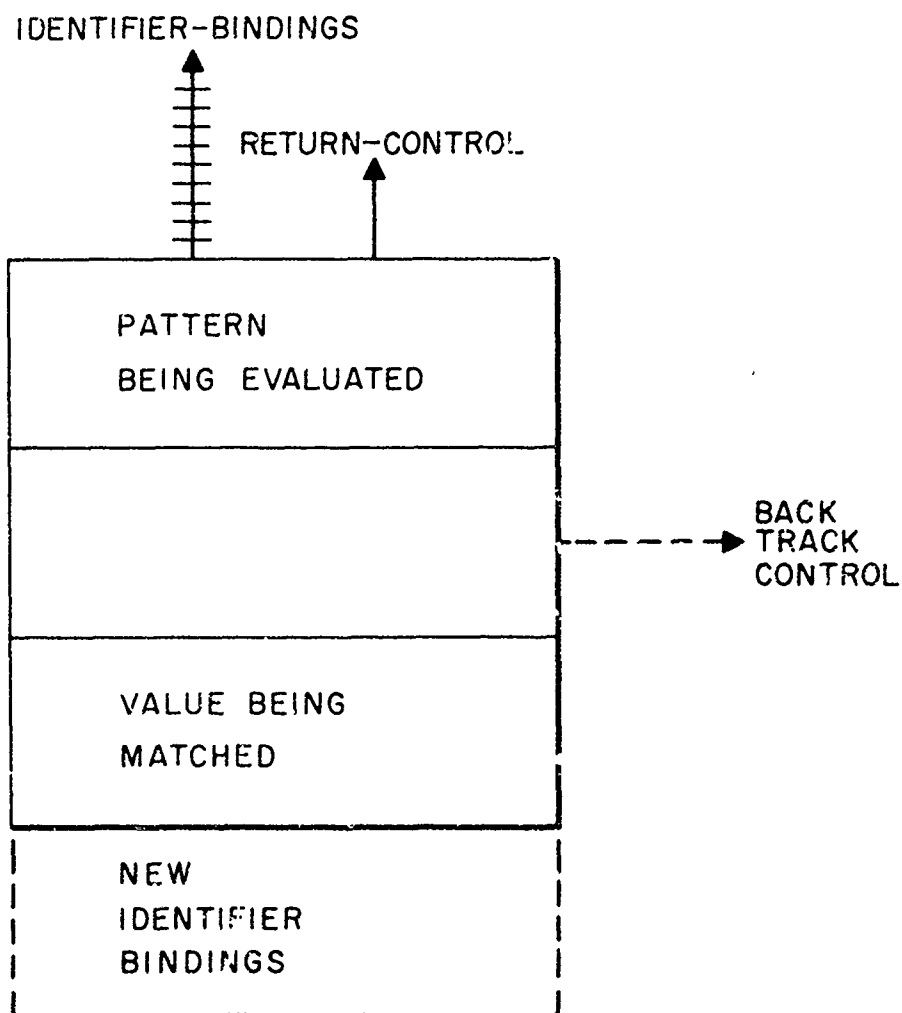 IDENTIFIER-BINDINGS
RETURN-CONTROL
PATTERN
BEING EVALUATED
BACK
TRACK
CONTROL
VALUE BEING
MATCHED
NEW
IDENTIFIER
BINDINGS